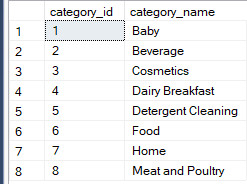 category_id category_name
1 1 Baby
2 2 Beverage
3 3 Cosmetics
4 4 Dairy Breakfast
5 5 Detergent Cleaning
6 6 Food
7 7 Home
8 8 Meat and Poultry